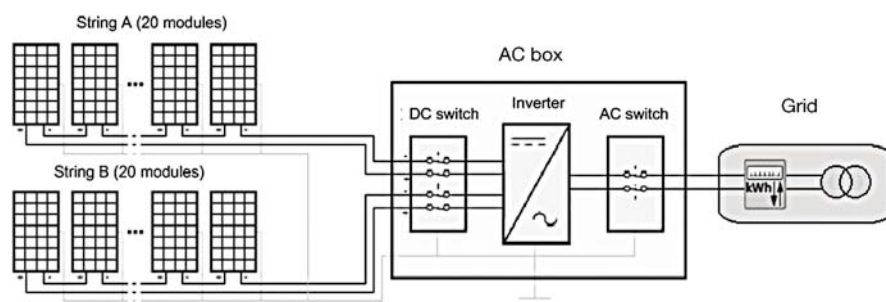 String A (20 modules)
AC box
DC switch
Inverter
AC switch
Grid
String B (20 modules)
kWh